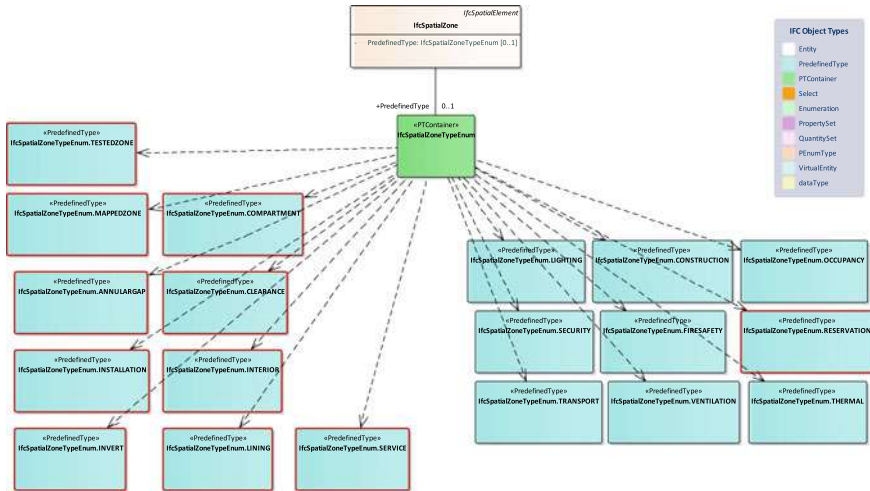 IfcSpatialElement
IfcSpatialZone
- PredefinedType: IfcSpatialZoneTypeEnum [0..1]
IFC Object Types
Entity
PredefinedType
PTContainer
Select
Enumeration
PropertySet
QuantitySet
PEnumType
VirtualEntity
dataType
+PredefinedType 0..1
«PTContainer»
IfcSpatialZoneTypeEnum
«PredefinedType»
IfcSpatialZoneTypeEnum.TESTEDZONE
«PredefinedType»
IfcSpatialZoneTypeEnum.MAPPEDZONE
«PredefinedType»
IfcSpatialZoneTypeEnum.COMPARTMENT
«PredefinedType»
IfcSpatialZoneTypeEnum.ANNULARGAP
«PredefinedType»
IfcSpatialZoneTypeEnum.CLEARANCE
«PredefinedType»
IfcSpatialZoneTypeEnum.INSTALLATION
«PredefinedType»
IfcSpatialZoneTypeEnum.INTERIOR
«PredefinedType»
IfcSpatialZoneTypeEnum.INVERT
«PredefinedType»
IfcSpatialZoneTypeEnum.LINING
«PredefinedType»
IfcSpatialZoneTypeEnum.SERVICE
«PredefinedType»
IfcSpatialZoneTypeEnum.LIGHTING
«PredefinedType»
IfcSpatialZoneTypeEnum.CONSTRUCTION
«PredefinedType»
IfcSpatialZoneTypeEnum.OCCUPANCY
«PredefinedType»
IfcSpatialZoneTypeEnum.SECURITY
«PredefinedType»
IfcSpatialZoneTypeEnum.FIRESAFETY
«PredefinedType»
IfcSpatialZoneTypeEnum.RESERVATION
«PredefinedType»
IfcSpatialZoneTypeEnum.TRANSPORT
«PredefinedType»
IfcSpatialZoneTypeEnum.VENTILATION
«PredefinedType»
IfcSpatialZoneTypeEnum.THERMAL